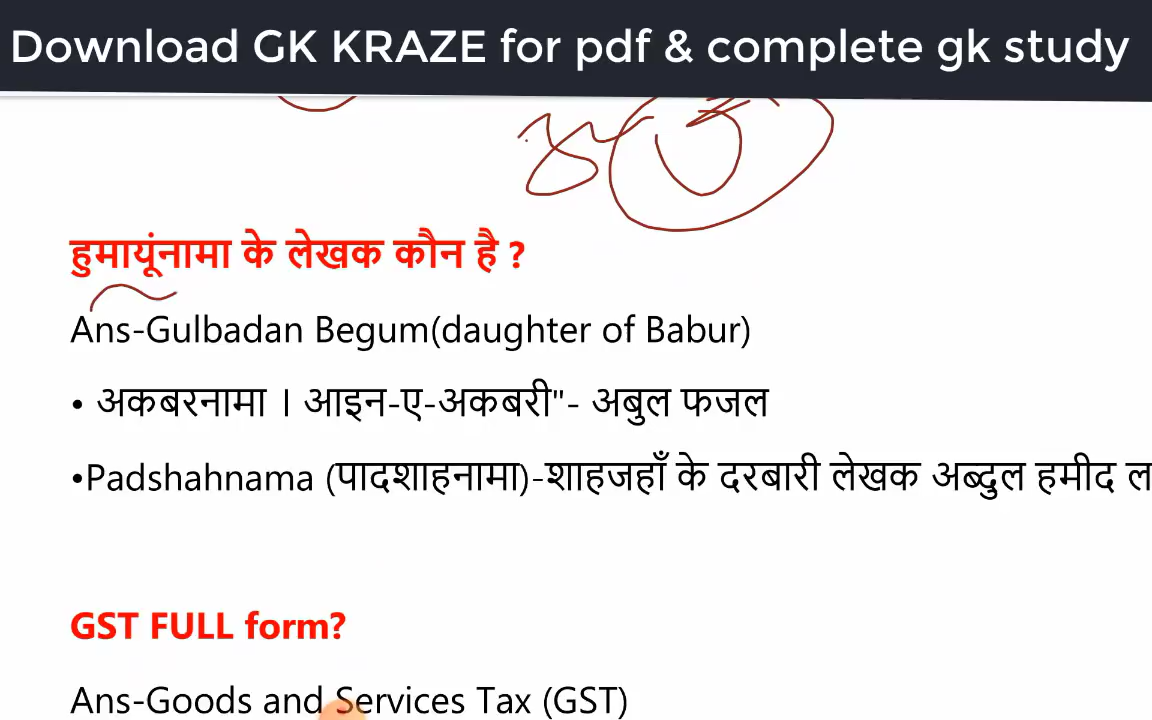 Download GK KRAZE for pdf & complete gk study
हुमायूंनामा के लेखक कौन है ?
Ans-Gulbadan Begum(daughter of Babur)
• अकबरनामा । आइन-ए-अकबरी"- अबुल फजल
•Padshahnama (पादशाहनामा)-शाहजहाँ के दरबारी लेखक अब्दुल हमीद ल
GST FULL form?
Ans-Goods and Services Tax (GST)